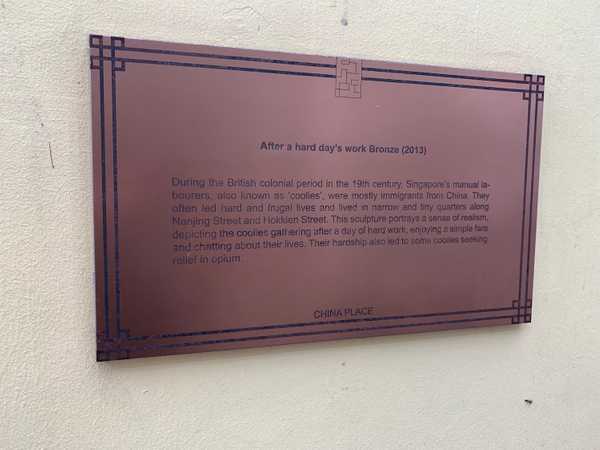 After a hard day's work Bronze (2013)
During the British colonial period in the 19th century, Singapore's manual la-
bourers, also known as 'coolies', were mostly immigrants from China. They
often led hard and frugal lives and lived in narrow and tiny quarters along
Nanjing Street and Hokkien Street. This sculpture portrays a sense of realism,
depicting the coolies gathering after a day of hard work, enjoying a simple fare
and chatting about their lives. Their hardship also led to some coolies seeking
relief in opium.
CHINA PLACE